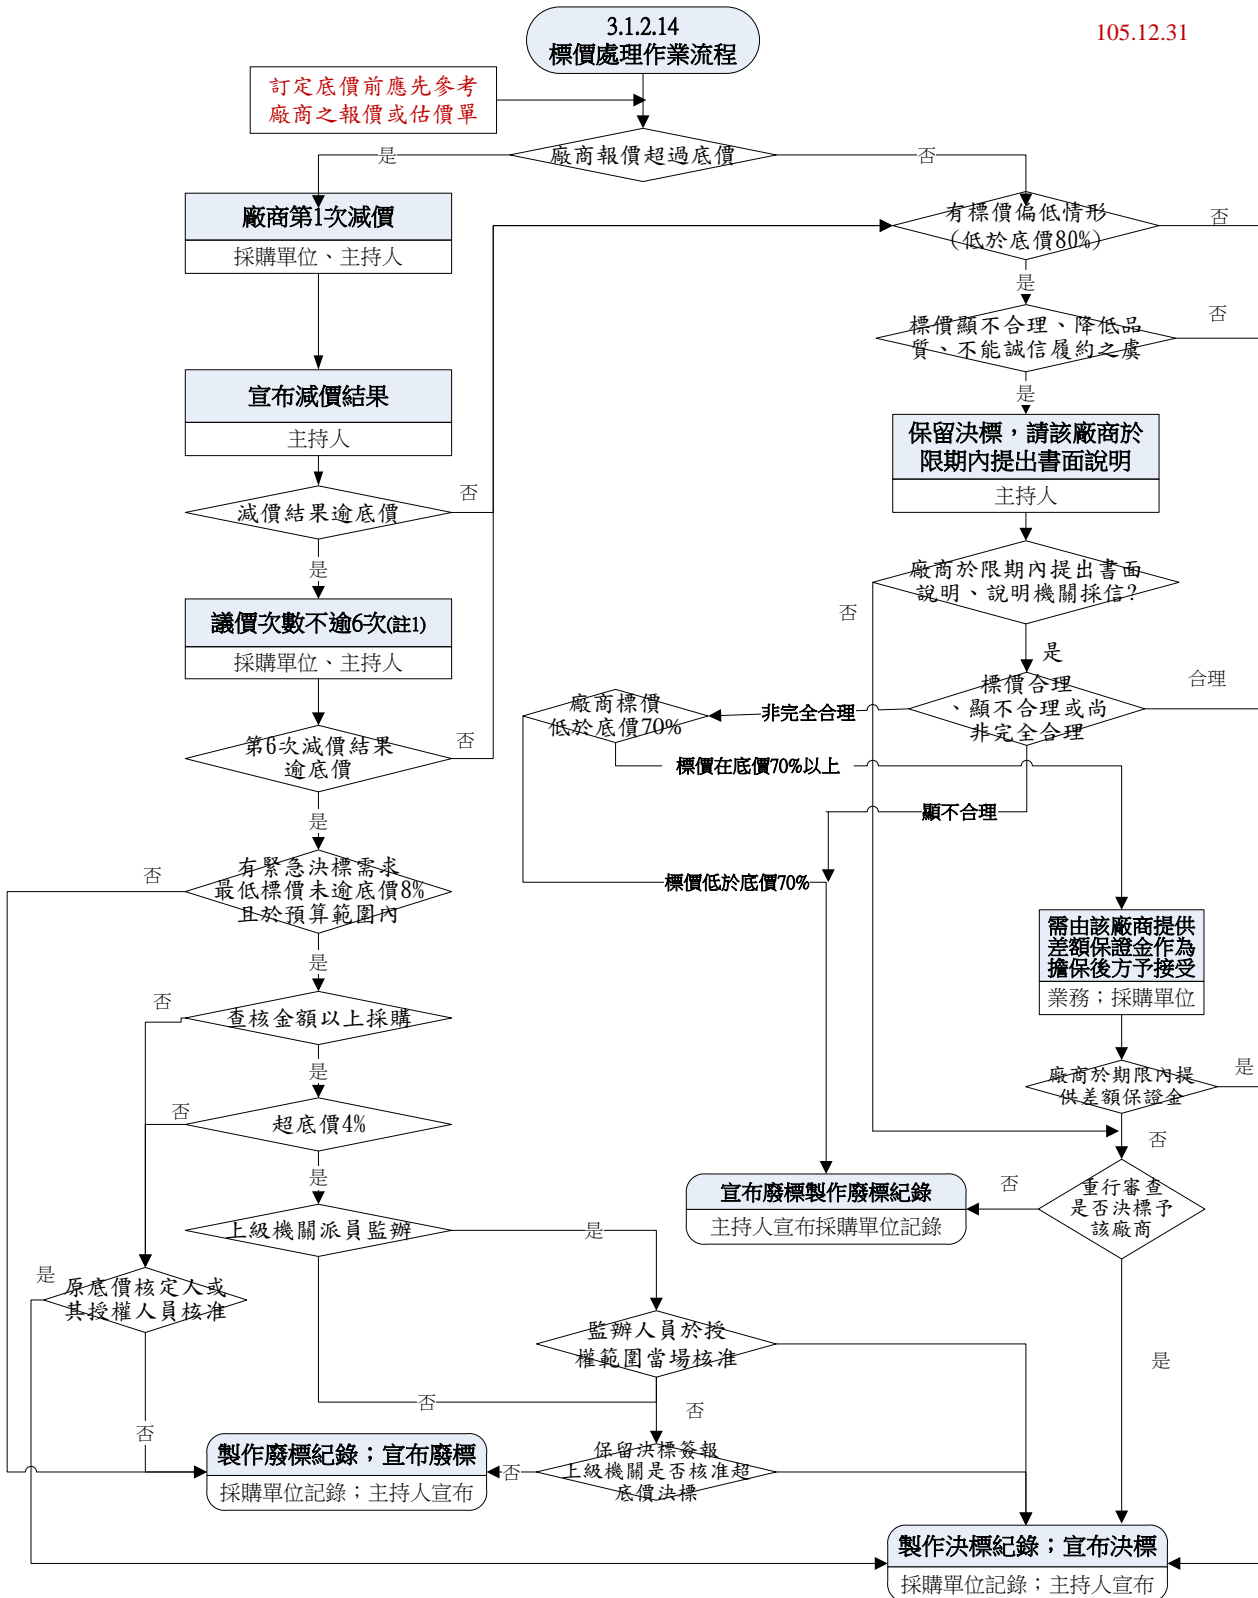 3.1.2.14
標價處理作業流程
105.12.31
訂定底價前應先參考
廠商之報價或估價單
廠商報價超過底價
是
否
廠商第1次減價
採購單位、主持人
有標價偏低情形
(低於底價80%)
否
是
標價顯不合理、降低品
質、不能誠信履約之虞
否
是
宣布減價結果
主持人
保留決標，請該廠商於
限期內提出書面說明
主持人
減價結果逾底價
否
是
廠商於限期內提出書面
說明、說明機關採信?
否
是
議價次數不逾6次(註1)
採購單位、主持人
標價合理
、顯不合理或尚
非完全合理
合理
非完全合理
廠商標價
低於底價70%
標價在底價70%以上
顯不合理
標價低於底價70%
第6次減價結果
逾底價
否
是
有緊急決標需求
最低標價未逾底價8%
且於預算範圍內
否
是
需由該廠商提供
差額保證金作為
擔保後方予接受
業務；採購單位
查核金額以上採購
否
是
廠商於期限內提
供差額保證金
是
否
超底價4%
否
是
重行審查
是否決標予
該廠商
否
是
宣布廢標製作廢標紀錄
主持人宣布採購單位記錄
上級機關派員監辦
是
否
原底價核定人或
其授權人員核准
是
否
監辦人員於授
權範圍當場核准
否
保留決標簽報
上級機關是否核准超
底價決標
否
製作廢標紀錄；宣布廢標
採購單位記錄；主持人宣布
製作決標紀錄；宣布決標
採購單位記錄；主持人宣布